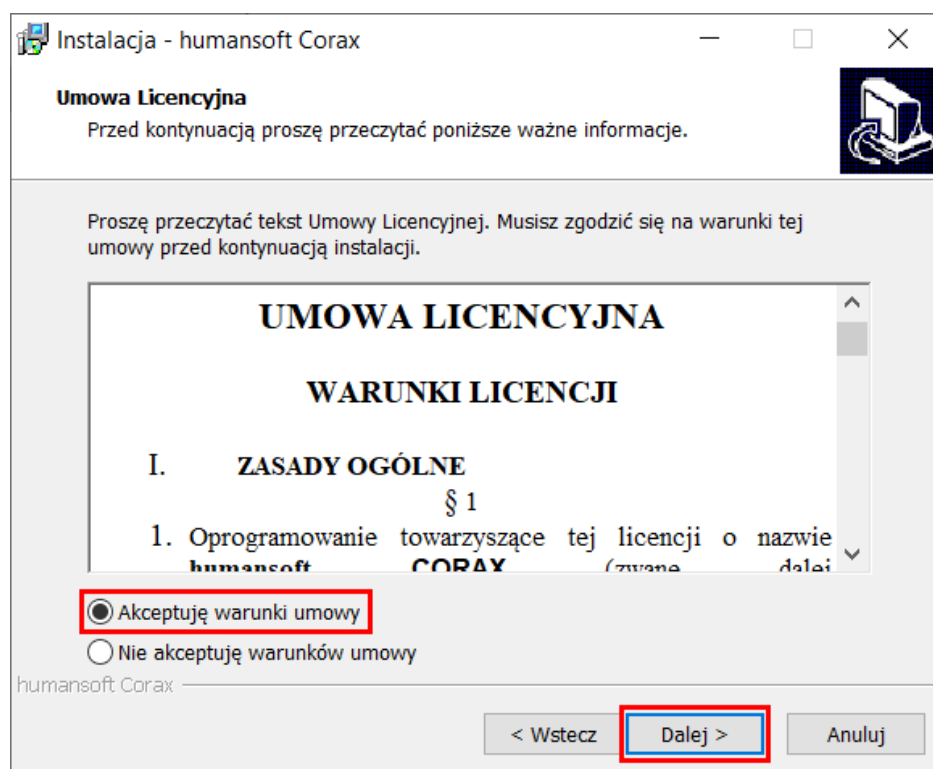 Instalacja - humansoft Corax
Umowa Licencyjna
Przed kontynuacją proszę przeczytać poniższe ważne informacje.
Proszę przeczytać tekst Umowy Licencyjnej. Musisz zgodzić się na warunki tej
umowy przed kontynuacją instalacji.
UMOWA LICENCYJNA
WARUNKI LICENCJI
I. ZASADY OGÓLNE
§ 1
1. Oprogramowanie towarzyszące tej licencji o nazwie
humansoft CORAX (zwane dalej
Akceptuję warunki umowy
Nie akceptuję warunków umowy
humansoft Corax
< Wstecz Dalej > Anuluj